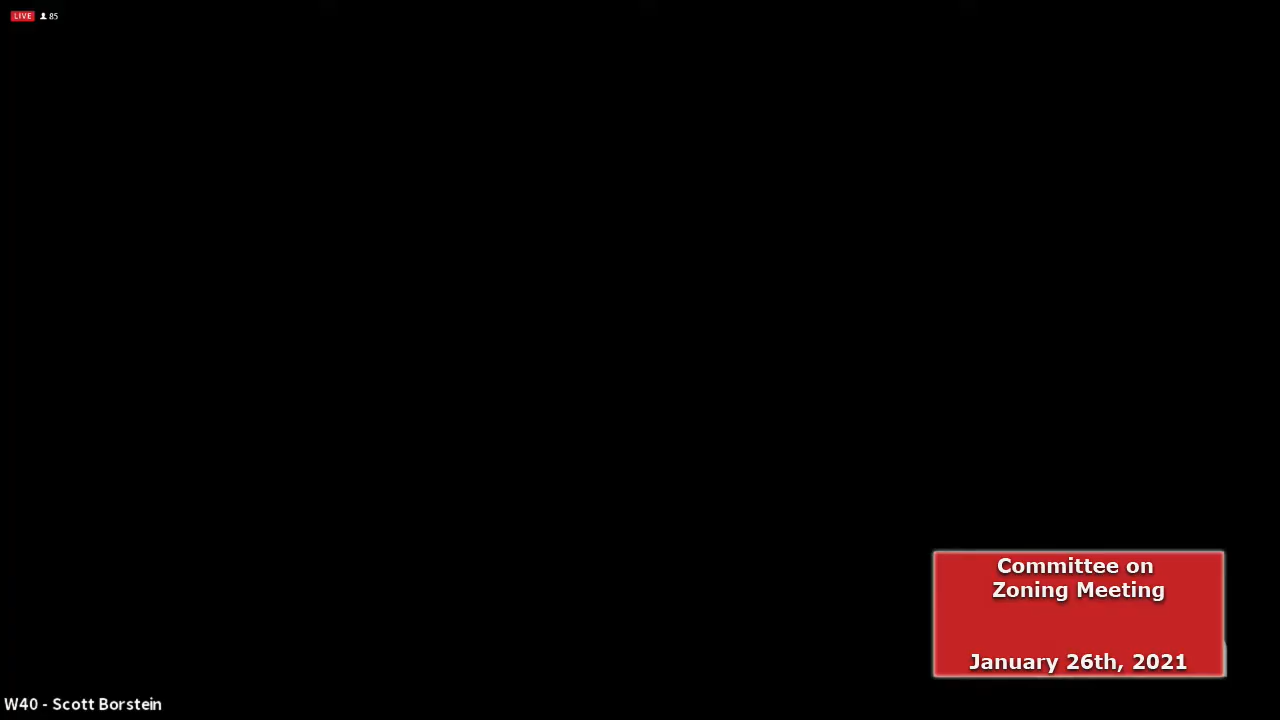 LIVE 85
Committee on
Zoning Meeting
January 26th, 2021
W40 - Scott Borstein